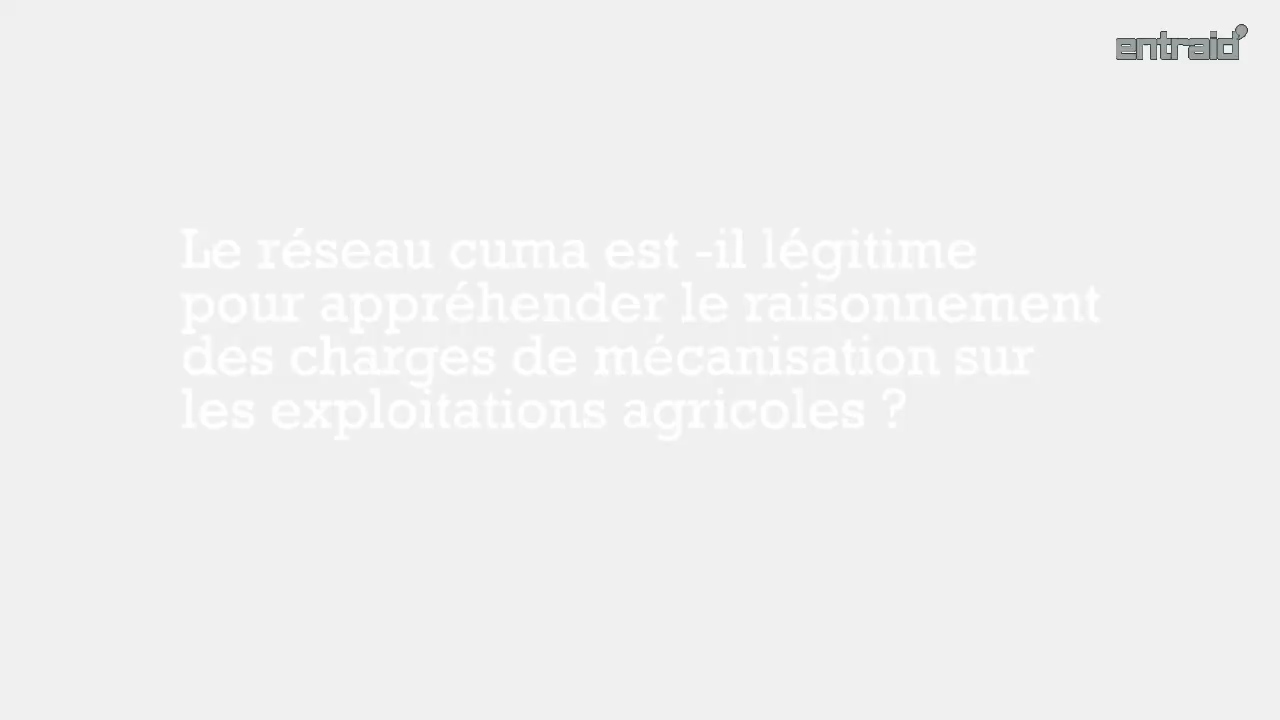 entraid
Le réseau cuma est -il légitime
pour appréhender le raisonnement
des charges de mécanisation sur
les exploitations agricoles ?